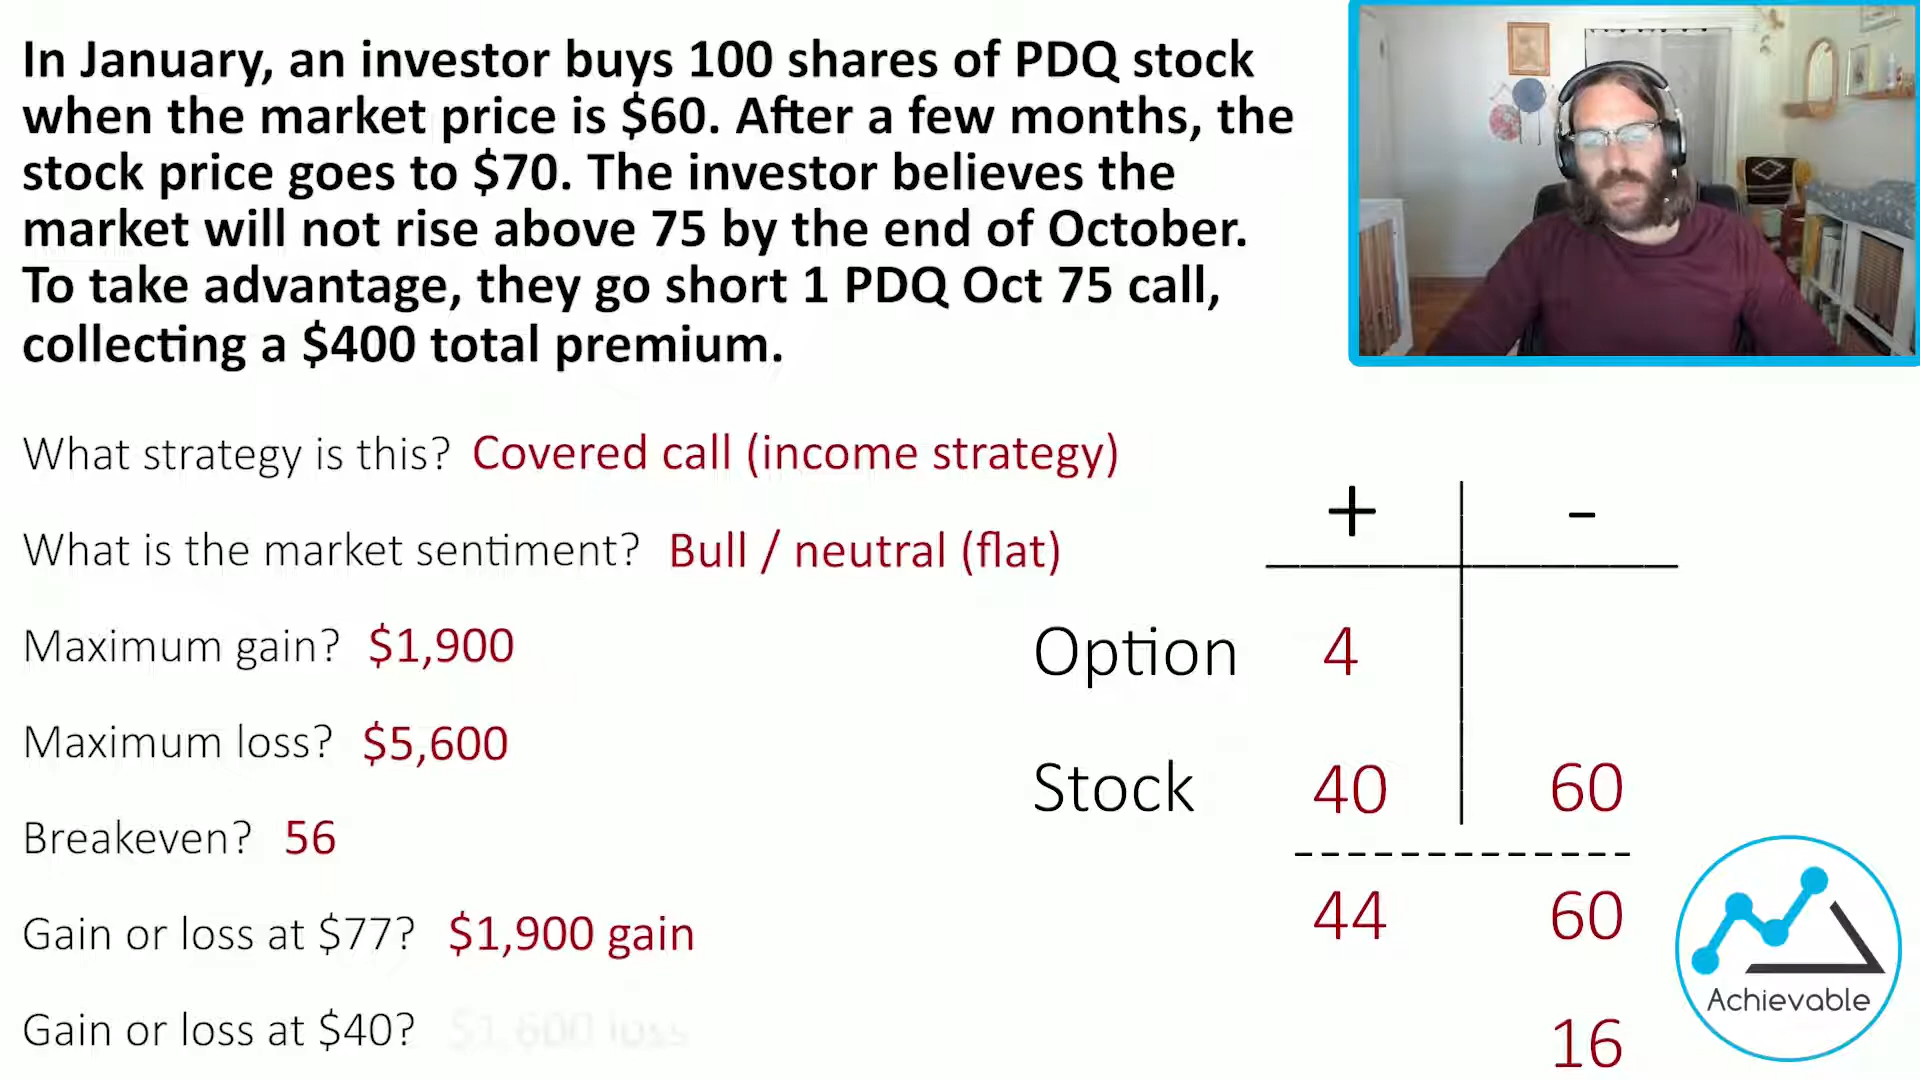 In January, an investor buys 100 shares of PDQ stock
when the market price is $60. After a few months, the
stock price goes to $70. The investor believes the
market will not rise above 75 by the end of October.
To take advantage, they go short 1 PDQ Oct 75 call,
collecting a $400 total premium.
What strategy is this? Covered call (income strategy)
What is the market sentiment? Bull / neutral (flat)
Maximum gain? $1,900
Maximum loss? $5,600
Breakeven? 56
Gain or loss at $77? $1,900 gain
Gain or loss at $40? $1,600 loss
+ -
Option 4
Stock 40 60
44 60
16
Achievable